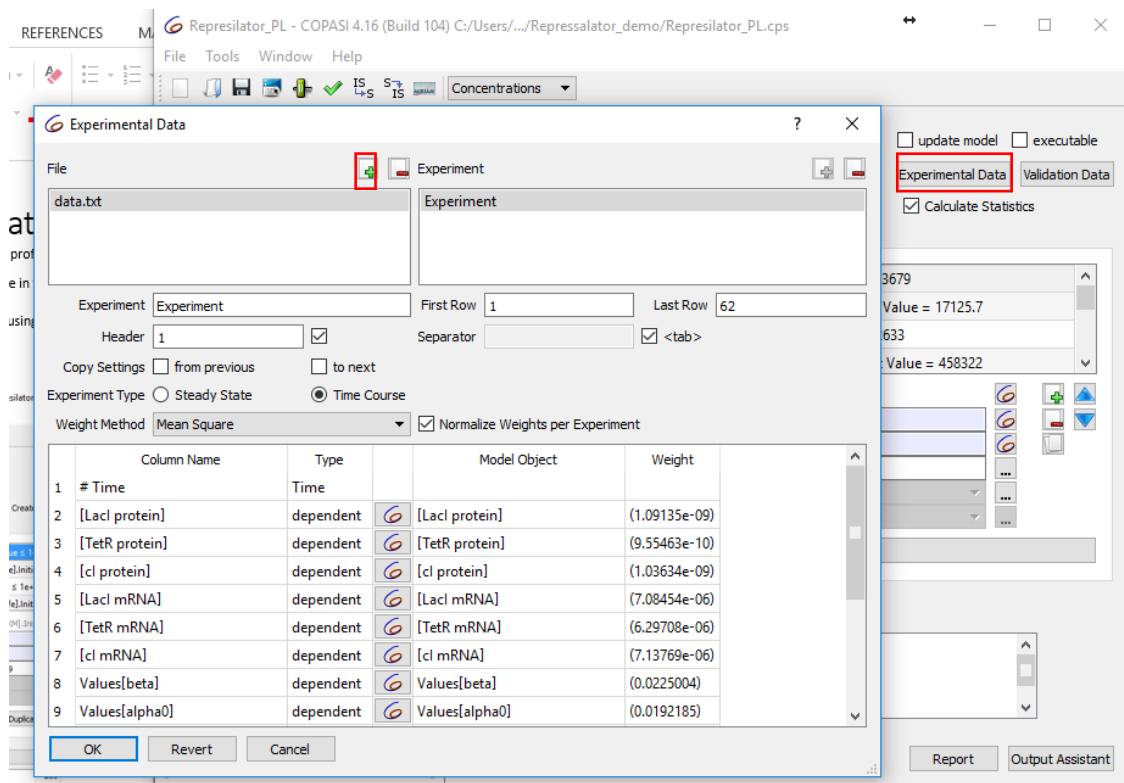 REFERENCES
Represilator_PL - COPASI 4.16 (Build 104) C:/Users/.../Repressalator_demo/Represilator_PL.cps
File Tools Window Help
Concentrations
Experimental Data ? 
update model executable
File Experiment
Experimental Data Validation Data
data.txt Experiment
Calculate Statistics
at
prof
e in
using
3679
Value = 17125.7
Experiment Experiment First Row 1 Last Row 62
Header 1 Separator <tab>
Copy Settings from previous to next
: Value = 458322
Experiment Type Steady State Time Course
Weight Method Mean Square Normalize Weights per Experiment
Column Name Type Model Object Weight
1 # Time Time
2 [LacI protein] dependent [LacI protein] (1.09135e-09)
3 [TetR protein] dependent [TetR protein] (9.55463e-10)
4 [cI protein] dependent [cI protein] (1.03634e-09)
5 [LacI mRNA] dependent [LacI mRNA] (7.08454e-06)
6 [TetR mRNA] dependent [TetR mRNA] (6.29708e-06)
7 [cI mRNA] dependent [cI mRNA] (7.13769e-06)
8 Values[beta] dependent Values[beta] (0.0225004)
9 Values[alpha0] dependent Values[alpha0] (0.0192185)
OK Revert Cancel
Report Output Assistant